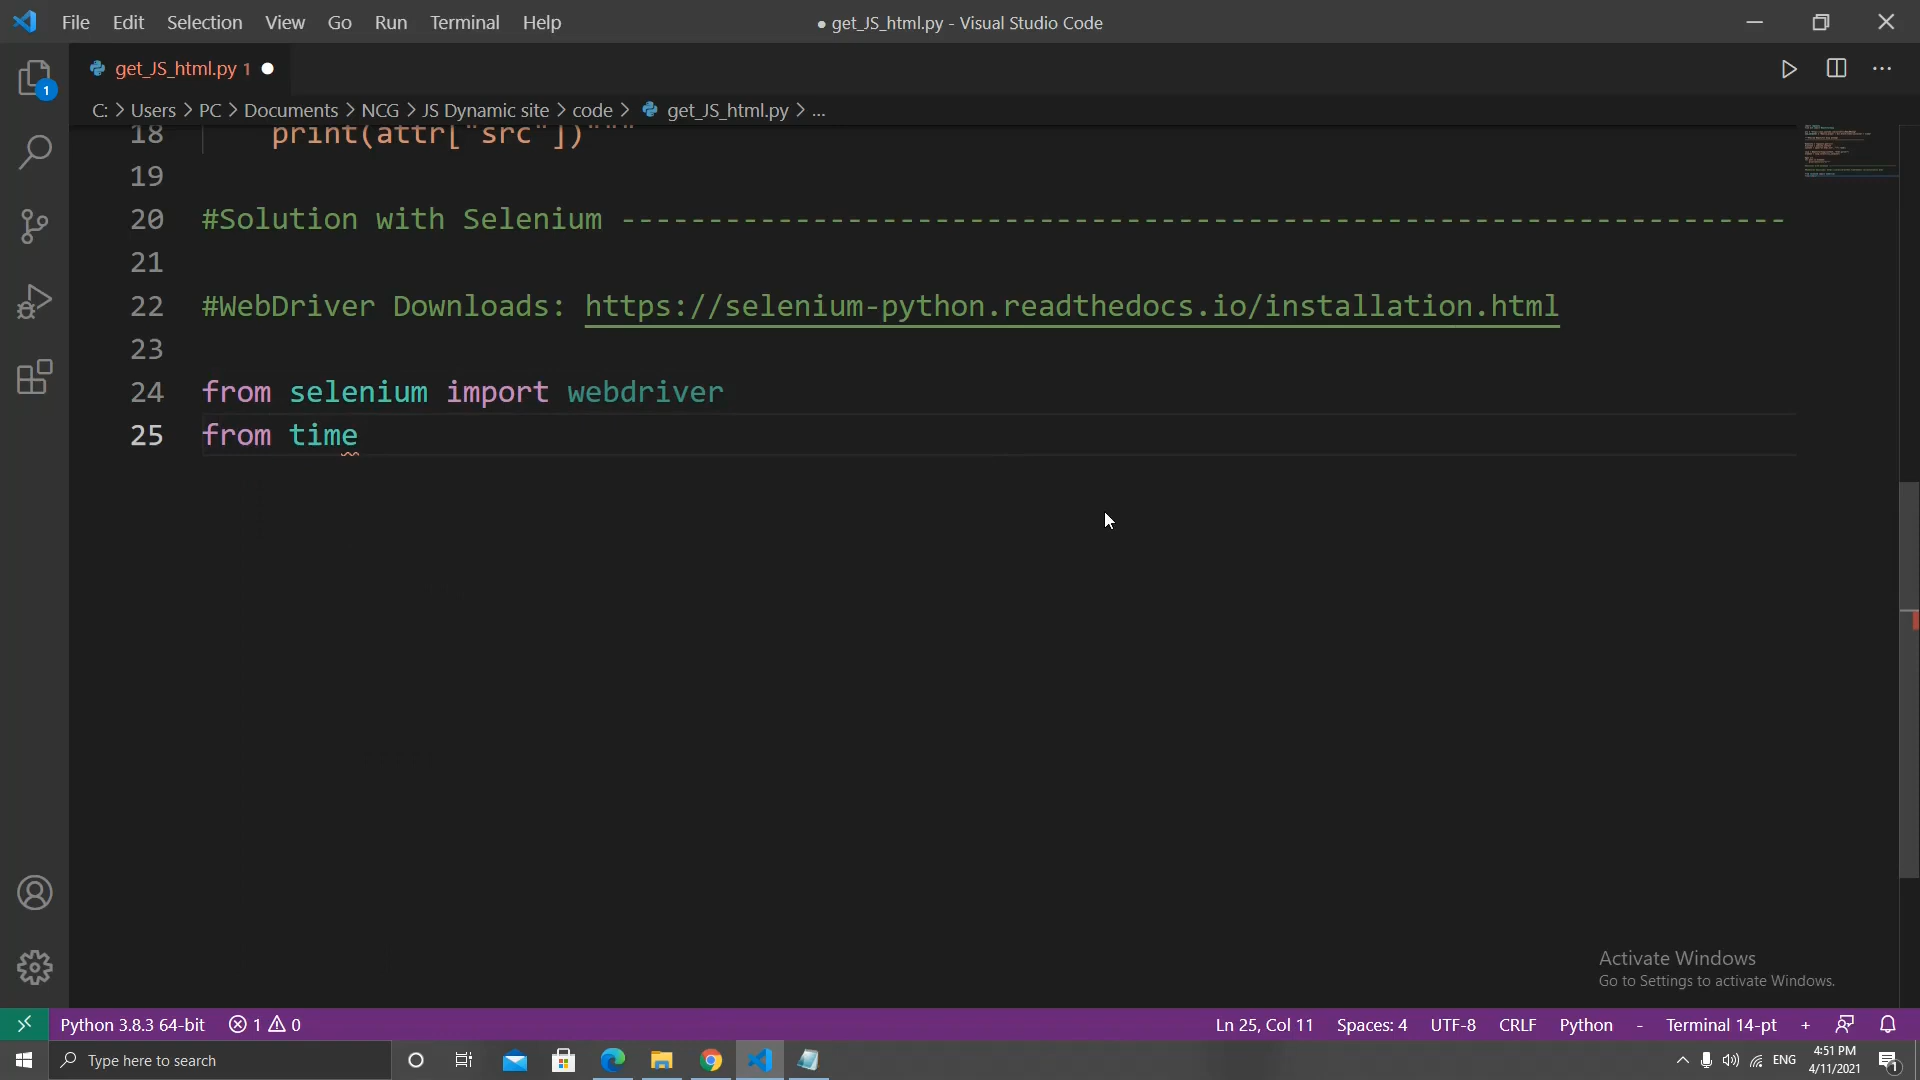 File Edit Selection View Go Run Terminal Help
● get_JS_html.py - Visual Studio Code
get_JS_html.py 1 ●
C: > Users > PC > Documents > NCG > JS Dynamic site > code > get_JS_html.py > ...
1
18 print(attr["src"])"""
19
20 #Solution with Selenium -------------------------------------------------------------------
21
22 #WebDriver Downloads: https://selenium-python.readthedocs.io/installation.html
23
24 from selenium import webdriver
25 from time
Activate Windows
Go to Settings to activate Windows.
Python 3.8.3 64-bit 1 0 Ln 25, Col 11 Spaces: 4 UTF-8 CRLF Python - Terminal 14-pt +
Type here to search
ENG
4:51 PM
4/11/2021
1